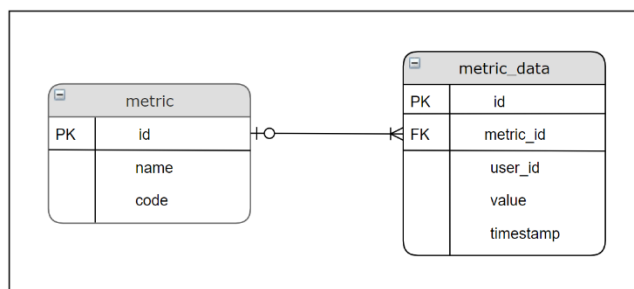 metric
PK id
name
code
metric_data
PK id
FK metric_id
user_id
value
timestamp